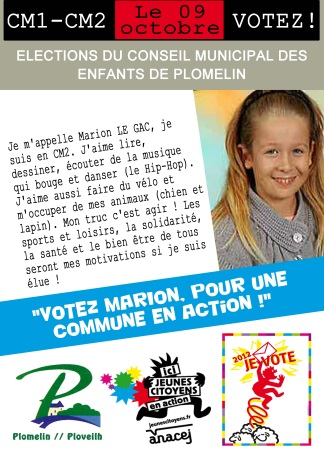 CM1-CM2 Le 09 octobre VOTEZ!
ELECTIONS DU CONSEIL MUNICIPAL DES
ENFANTS DE PLOMELIN
Je m'appelle Marion LE GAC, je
suis en CM2. J'aime lire,
dessiner, écouter de la musique
qui bouge et danser (le Hip-Hop).
J'aime aussi faire du vélo et
m'occuper de mes animaux (chien et
lapin). Mon truc c'est agir ! Les
sports et loisirs, la solidarité,
la santé et le bien être de tous
seront mes motivations si je suis
élue !
"VOTEZ MARION, POUR UNE
COMMUNE EN ACTION !"
Plomelin // Ploveilh
ici
JEUNES
CITOYENS
en action
jeunescitoyens.fr
anacej
2012 JE VOTE